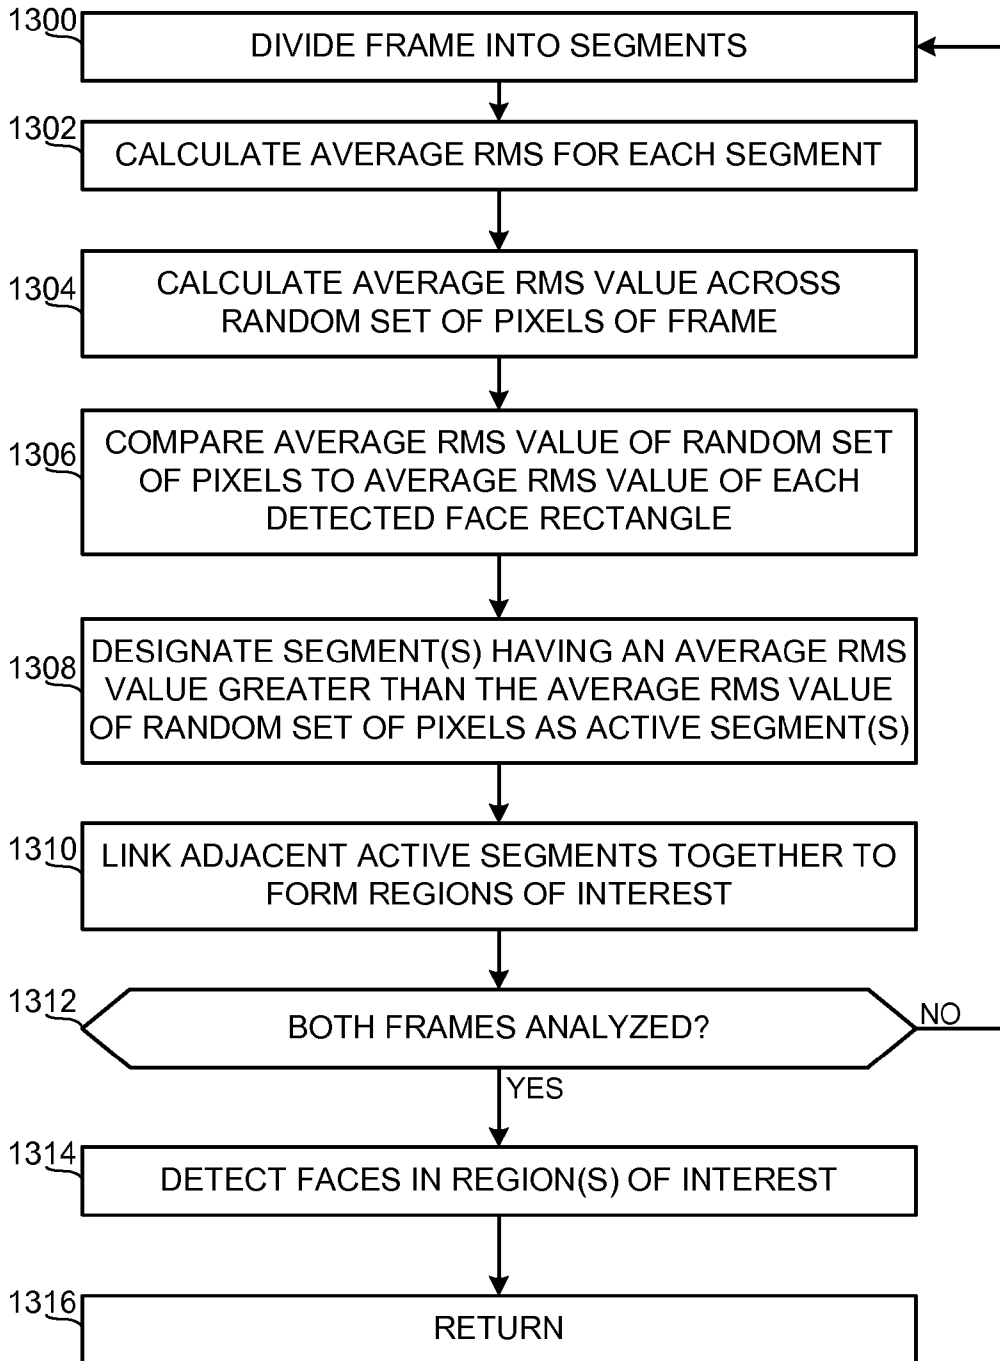 1300
DIVIDE FRAME INTO SEGMENTS
1302
CALCULATE AVERAGE RMS FOR EACH SEGMENT
1304
CALCULATE AVERAGE RMS VALUE ACROSS
RANDOM SET OF PIXELS OF FRAME
1306
COMPARE AVERAGE RMS VALUE OF RANDOM SET
OF PIXELS TO AVERAGE RMS VALUE OF EACH
DETECTED FACE RECTANGLE
1308
DESIGNATE SEGMENT(S) HAVING AN AVERAGE RMS
VALUE GREATER THAN THE AVERAGE RMS VALUE
OF RANDOM SET OF PIXELS AS ACTIVE SEGMENT(S)
1310
LINK ADJACENT ACTIVE SEGMENTS TOGETHER TO
FORM REGIONS OF INTEREST
1312
BOTH FRAMES ANALYZED?
NO
YES
1314
DETECT FACES IN REGION(S) OF INTEREST
1316
RETURN